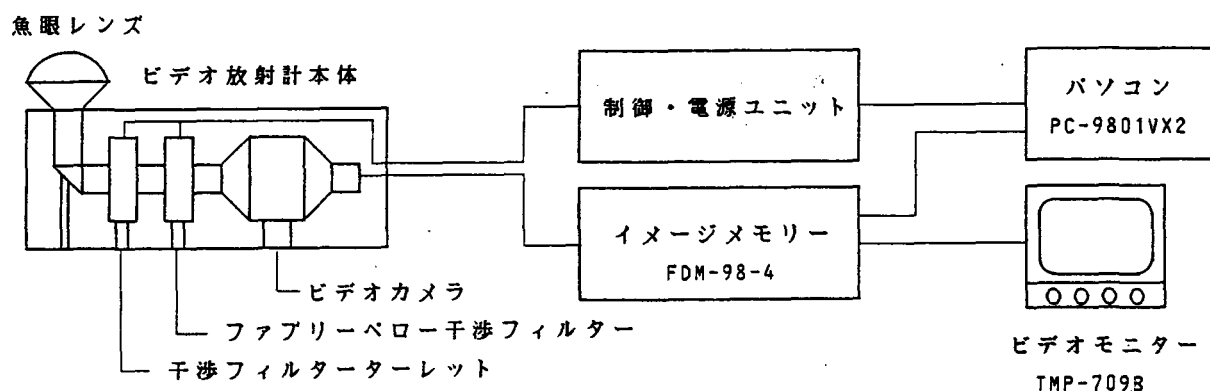 魚眼レンズ
ビデオ放射計本体
制御・電源ユニット
パソコン
PC-9801VX2
イメージメモリー
FDM-98-4
ビデオカメラ
ファブリーペロー干渉フィルター
干渉フィルターターレット
ビデオモニター
TMP-709B